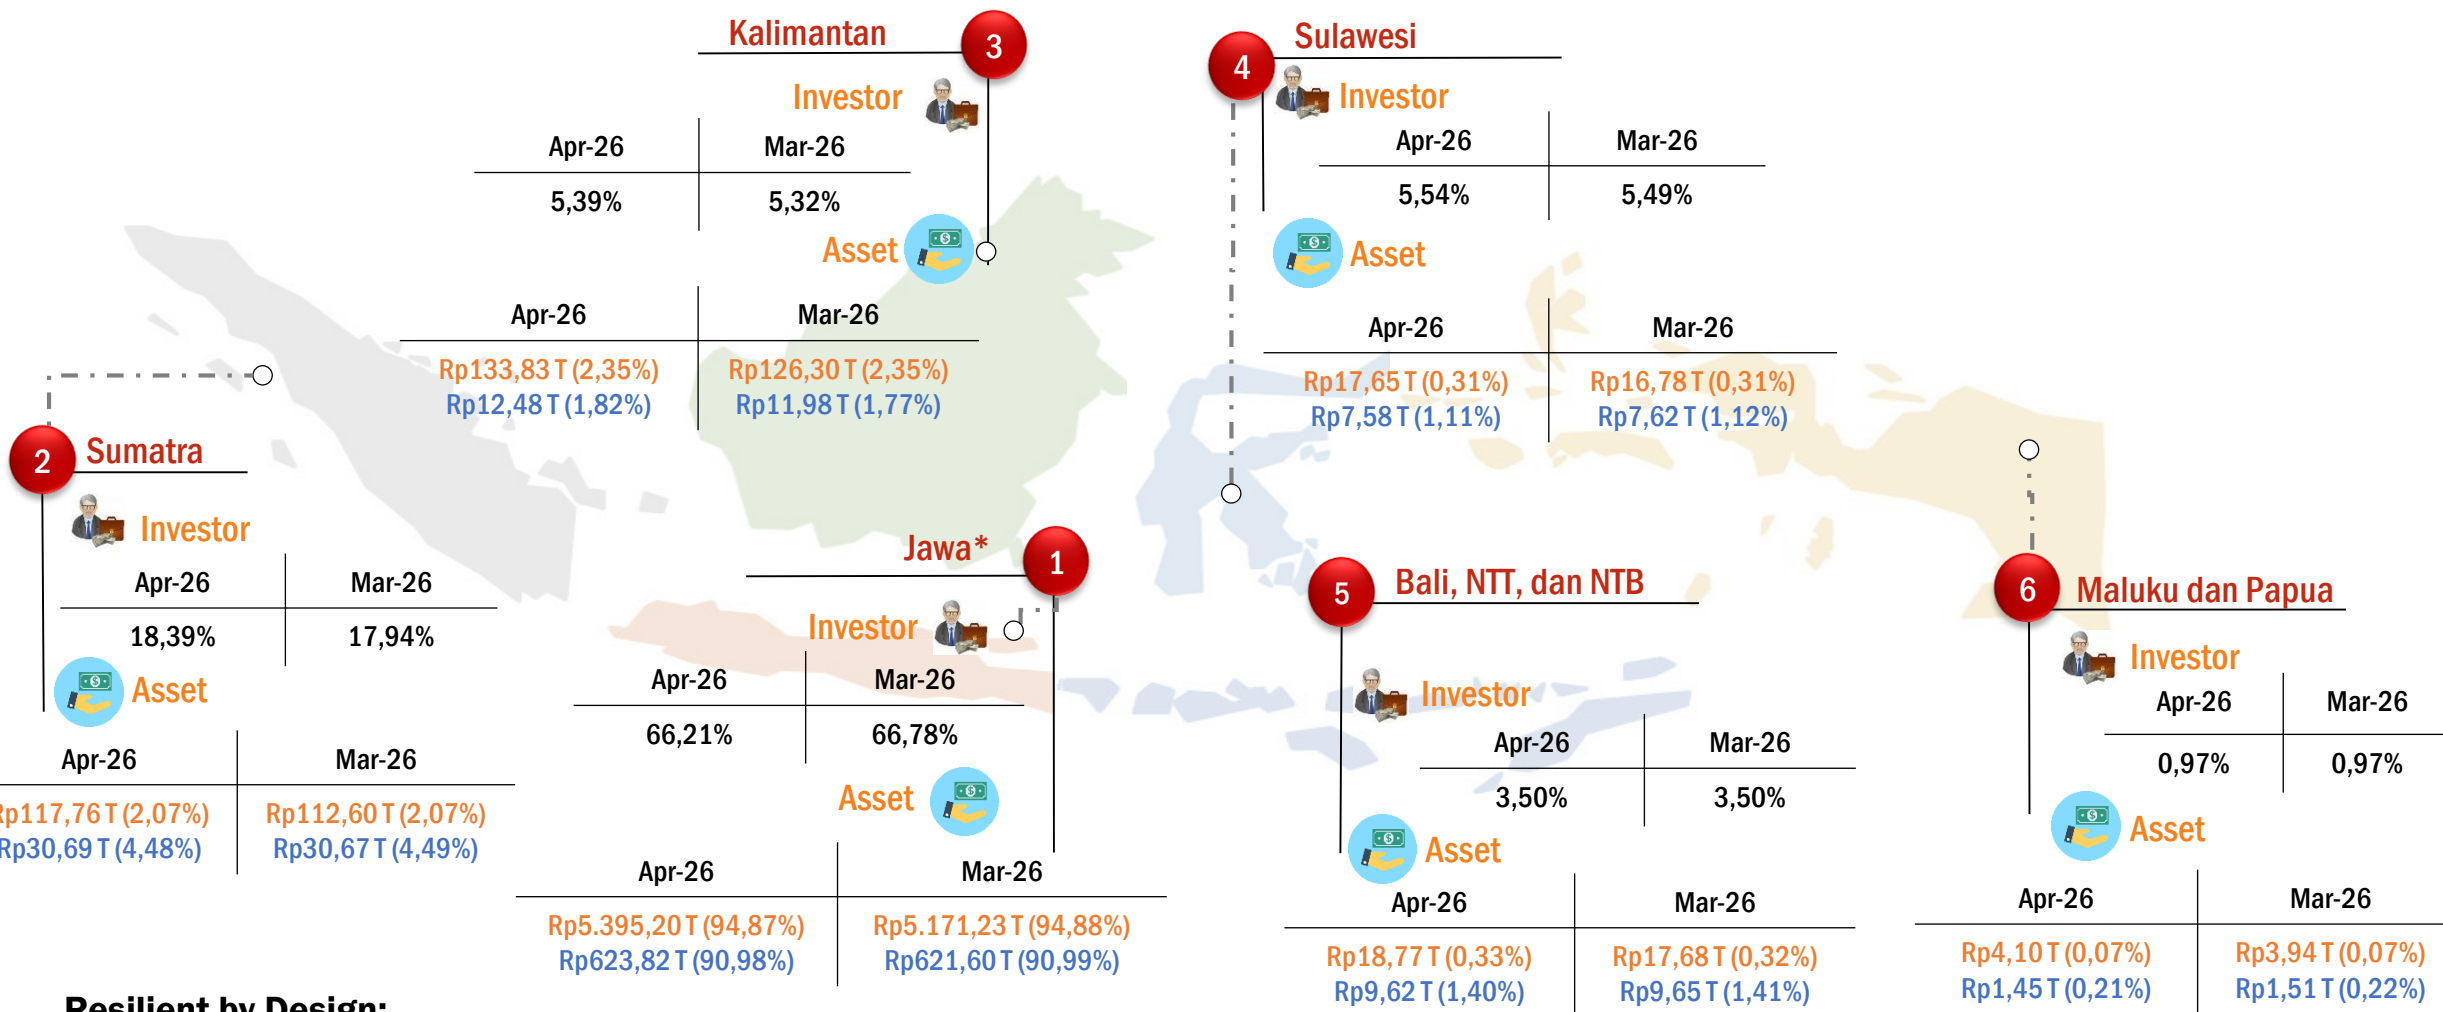 Kalimantan
3
Investor
Apr-26 Mar-26
5,39% 5,32%
Asset
Apr-26 Mar-26
Rp133,83 T (2,35%) Rp126,30 T (2,35%)
Rp12,48 T (1,82%) Rp11,98 T (1,77%)
4
Sulawesi
Investor
Apr-26 Mar-26
5,54% 5,49%
Asset
Apr-26 Mar-26
Rp17,65 T (0,31%) Rp16,78 T (0,31%)
Rp7,58 T (1,11%) Rp7,62 T (1,12%)
2
Sumatra
Investor
Apr-26 Mar-26
18,39% 17,94%
Asset
Apr-26 Mar-26
Rp117,76 T (2,07%) Rp112,60 T (2,07%)
Rp30,69 T (4,48%) Rp30,67 T (4,49%)
Jawa*
1
Investor
Apr-26 Mar-26
66,21% 66,78%
Asset
Apr-26 Mar-26
Rp5.395,20 T (94,87%) Rp5.171,23 T (94,88%)
Rp623,82 T (90,98%) Rp621,60 T (90,99%)
5
Bali, NTT, dan NTB
Investor
Apr-26 Mar-26
3,50% 3,50%
Asset
Apr-26 Mar-26
Rp18,77 T (0,33%) Rp17,68 T (0,32%)
Rp9,62 T (1,40%) Rp9,65 T (1,41%)
6
Maluku dan Papua
Investor
Apr-26 Mar-26
0,97% 0,97%
Asset
Apr-26 Mar-26
Rp4,10 T (0,07%) Rp3,94 T (0,07%)
Rp1,45 T (0,21%) Rp1,51 T (0,22%)
Resilient by Design: